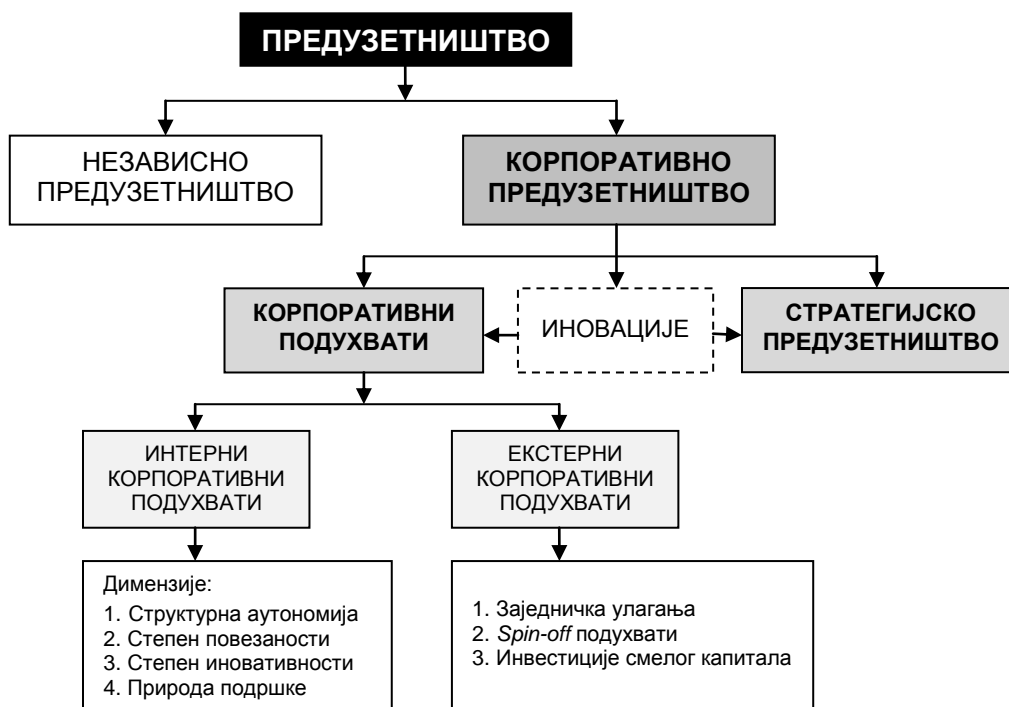 ПРЕДУЗЕТНИШТВО
НЕЗАВИСНО
ПРЕДУЗЕТНИШТВО
КОРПОРАТИВНО
ПРЕДУЗЕТНИШТВО
КОРПОРАТИВНИ
ПОДУХВАТИ
ИНОВАЦИЈЕ
СТРАТЕГИЈСКО
ПРЕДУЗЕТНИШТВО
ИНТЕРНИ
КОРПОРАТИВНИ
ПОДУХВАТИ
ЕКСТЕРНИ
КОРПОРАТИВНИ
ПОДУХВАТИ
Димензије:
1. Структурна аутономија
2. Степен повезаности
3. Степен иновативности
4. Природа подршке
1. Заједничка улагања
2. Spin-off подухвати
3. Инвестиције смелог капитала